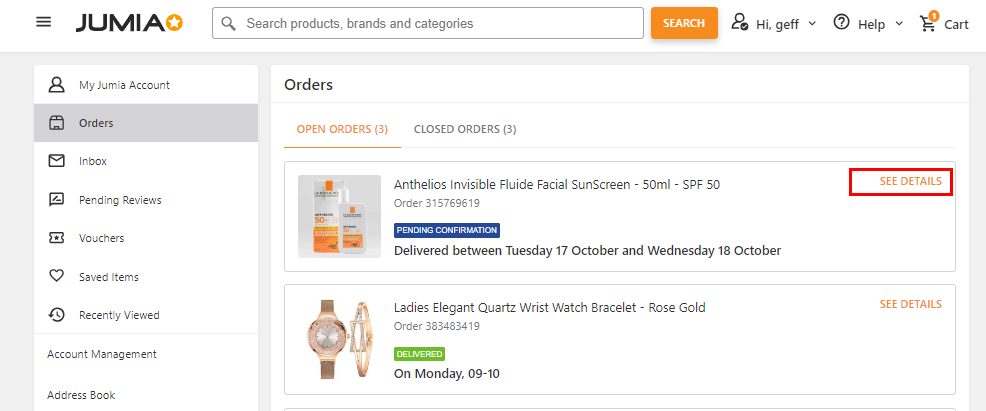 JUMIA
Search products, brands and categories
SEARCH
Hi, geff
Help
1
Cart
My Jumia Account
Orders
Inbox
Pending Reviews
Vouchers
Saved Items
Recently Viewed
Account Management
Address Book
Orders
OPEN ORDERS (3)
CLOSED ORDERS (3)
Anthelios Invisible Fluide Facial SunScreen - 50ml - SPF 50
SEE DETAILS
Order 315769619
PENDING CONFIRMATION
Delivered between Tuesday 17 October and Wednesday 18 October
ANTHELIOS
50+
Ladies Elegant Quartz Wrist Watch Bracelet - Rose Gold
SEE DETAILS
Order 383483419
DELIVERED
On Monday, 09-10